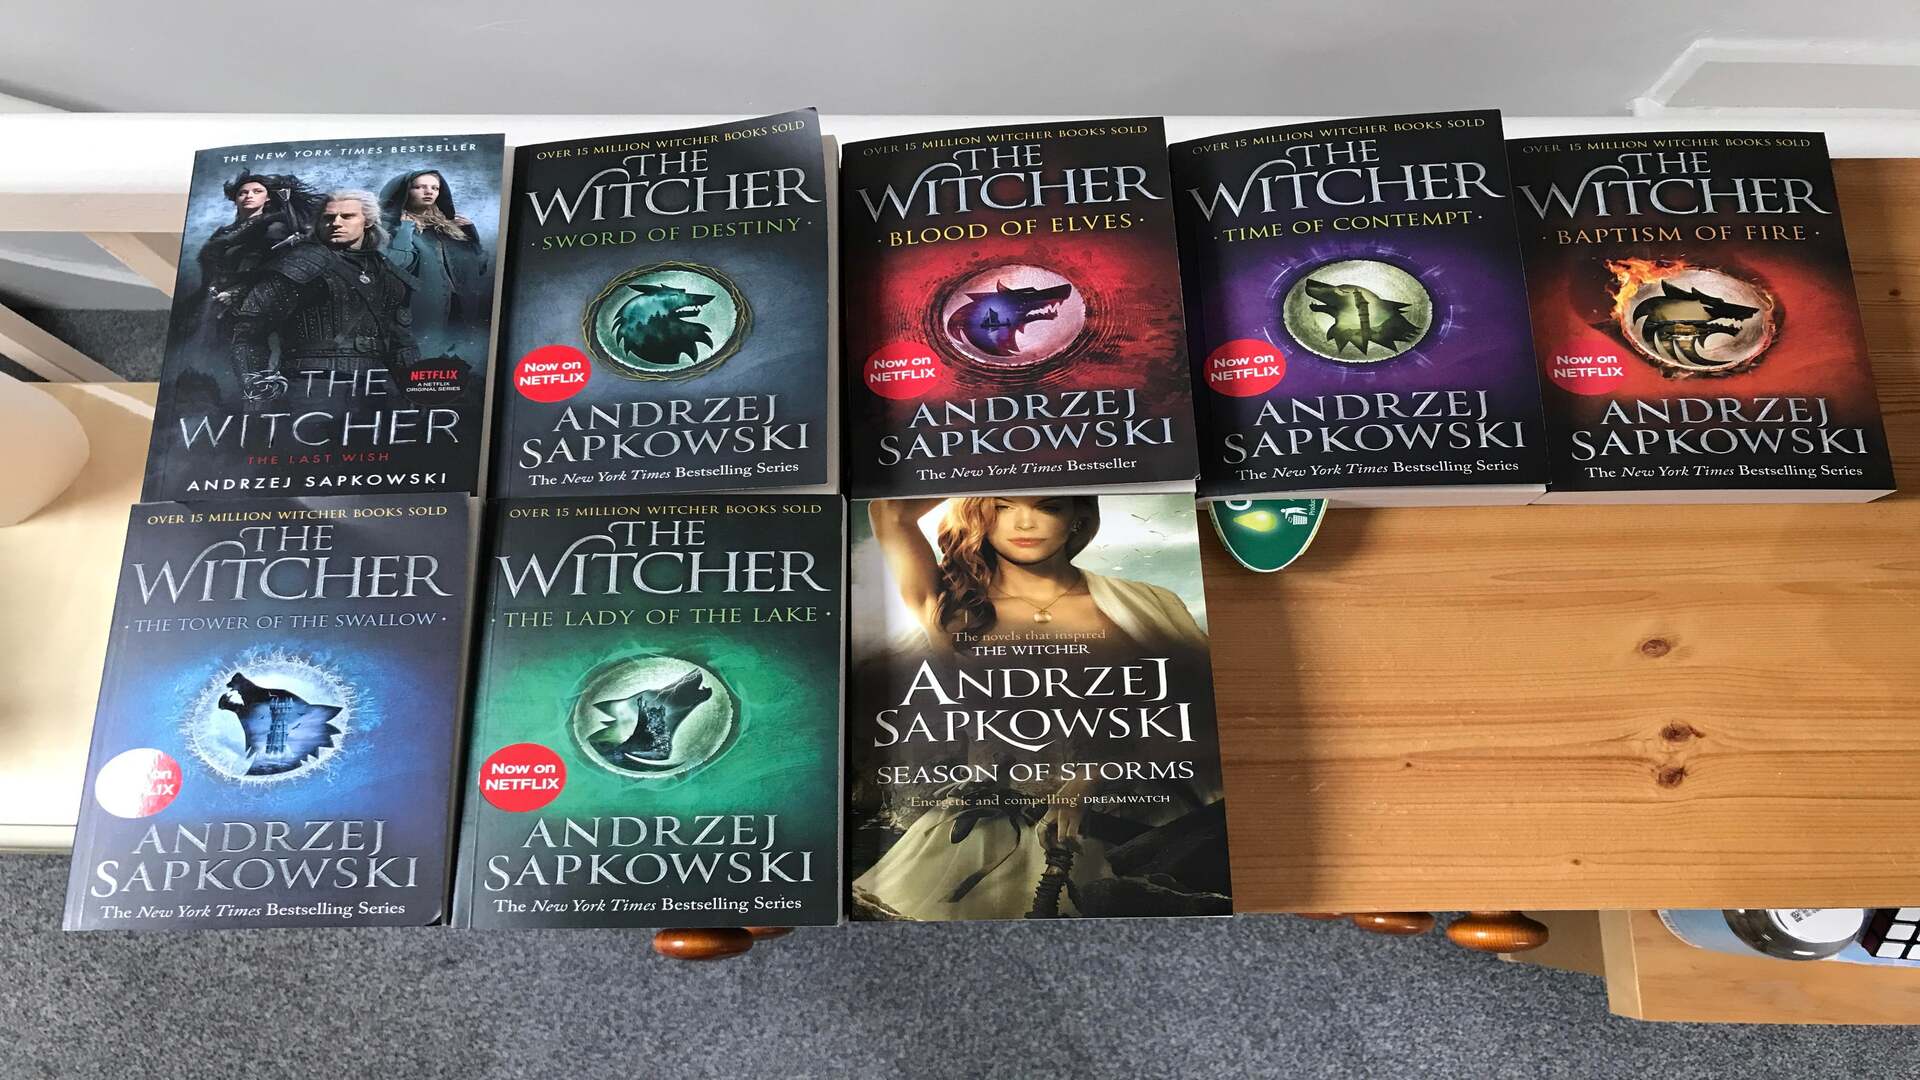 THE NEW YORK TIMES BESTSELLER
NETFLIX
A NETFLIX
ORIGINAL SERIES
THE
WITCHER
THE LAST WISH
ANDRZEJ SAPKOWSKI
OVER 15 MILLION WITCHER BOOKS SOLD
THE
WITCHER
· SWORD OF DESTINY ·
Now on
NETFLIX
ANDRZEJ
SAPKOWSKI
The New York Times Bestselling Series
OVER 15 MILLION WITCHER BOOKS SOLD
THE
WITCHER
· BLOOD OF ELVES ·
Now on
NETFLIX
ANDRZEJ
SAPKOWSKI
The New York Times Bestseller
OVER 15 MILLION WITCHER BOOKS SOLD
THE
WITCHER
· TIME OF CONTEMPT ·
Now on
NETFLIX
ANDRZEJ
SAPKOWSKI
The New York Times Bestselling Series
OVER 15 MILLION WITCHER BOOKS SOLD
THE
WITCHER
· BAPTISM OF FIRE ·
Now on
NETFLIX
ANDRZEJ
SAPKOWSKI
The New York Times Bestselling Series
OVER 15 MILLION WITCHER BOOKS SOLD
THE
WITCHER
· THE TOWER OF THE SWALLOW ·
on
LIX
ANDRZEJ
SAPKOWSKI
The New York Times Bestselling Series
OVER 15 MILLION WITCHER BOOKS SOLD
THE
WITCHER
· THE LADY OF THE LAKE ·
Now on
NETFLIX
ANDRZEJ
SAPKOWSKI
The New York Times Bestselling Series
The novels that inspired
THE WITCHER
ANDRZEJ
SAPKOWSKI
SEASON OF STORMS
'Energetic and compelling' DREAMWATCH